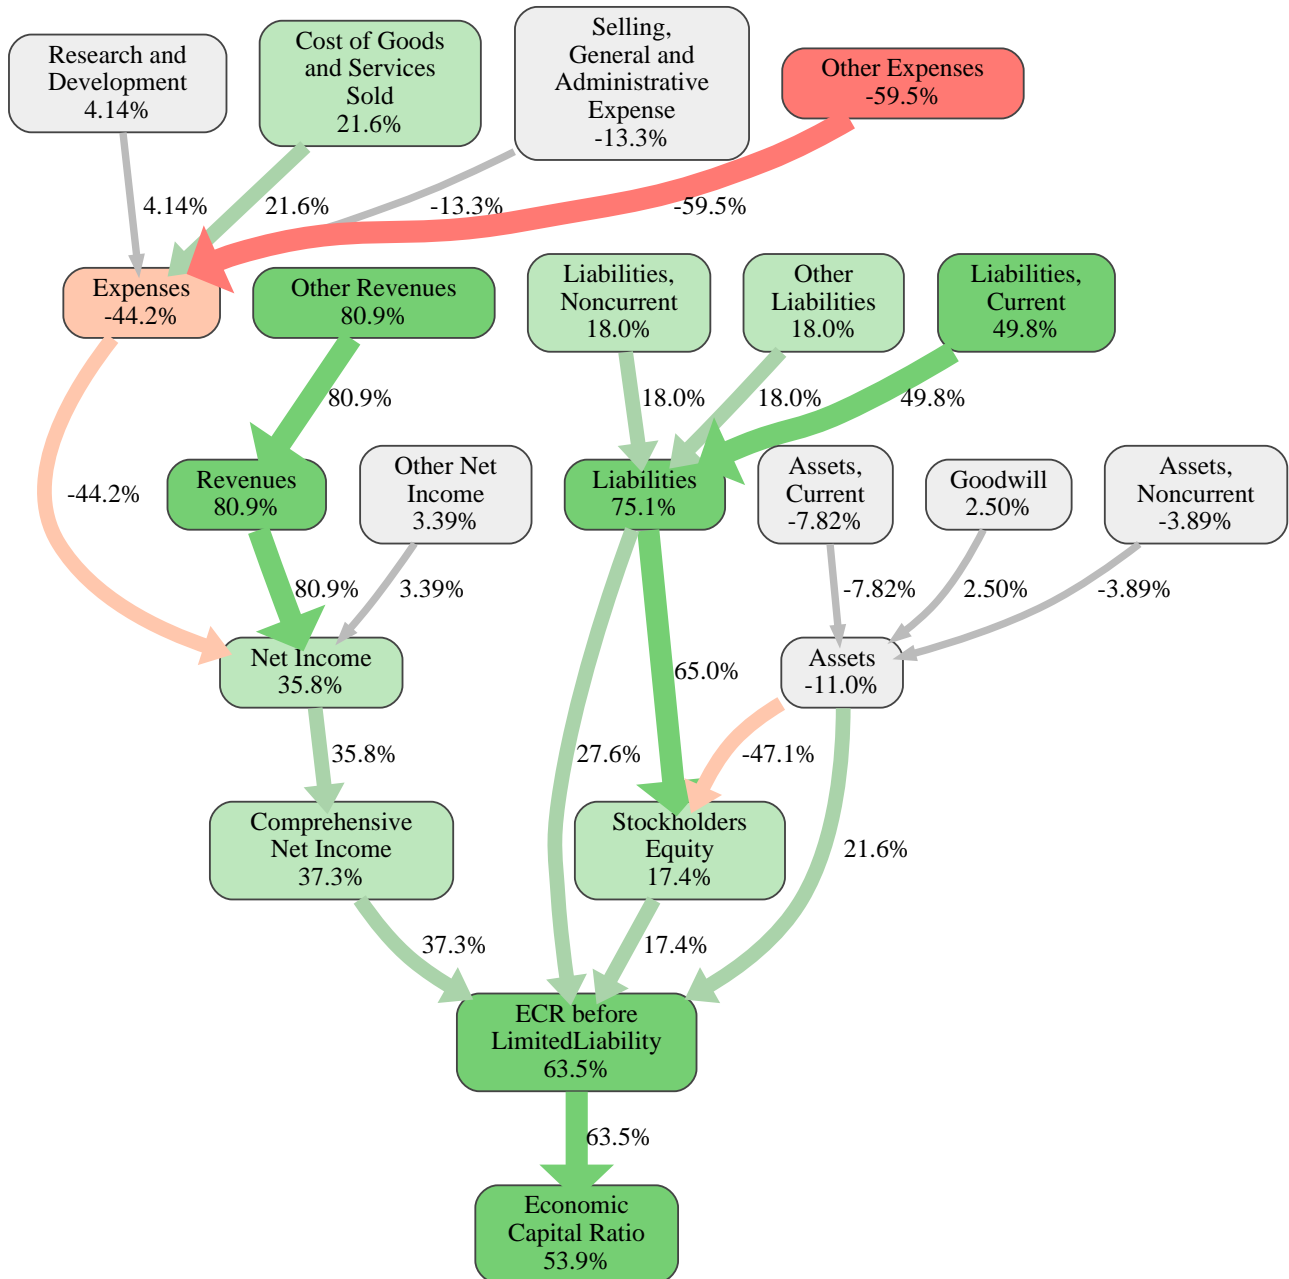 Research and
Development
4.14%
Cost of Goods
and Services
Sold
21.6%
Selling,
General and
Administrative
Expense
-13.3%
Other Expenses
-59.5%
4.14%
21.6%
-13.3%
-59.5%
Expenses
-44.2%
Other Revenues
80.9%
Liabilities,
Noncurrent
18.0%
Other
Liabilities
18.0%
Liabilities,
Current
49.8%
80.9%
18.0%
18.0%
49.8%
-44.2%
Revenues
80.9%
Other Net
Income
3.39%
Liabilities
75.1%
Assets,
Current
-7.82%
Goodwill
2.50%
Assets,
Noncurrent
-3.89%
80.9%
3.39%
-7.82%
2.50%
-3.89%
Net Income
35.8%
65.0%
Assets
-11.0%
35.8%
27.6%
-47.1%
Comprehensive
Net Income
37.3%
Stockholders
Equity
17.4%
21.6%
37.3%
17.4%
ECR before
LimitedLiability
63.5%
63.5%
Economic
Capital Ratio
53.9%